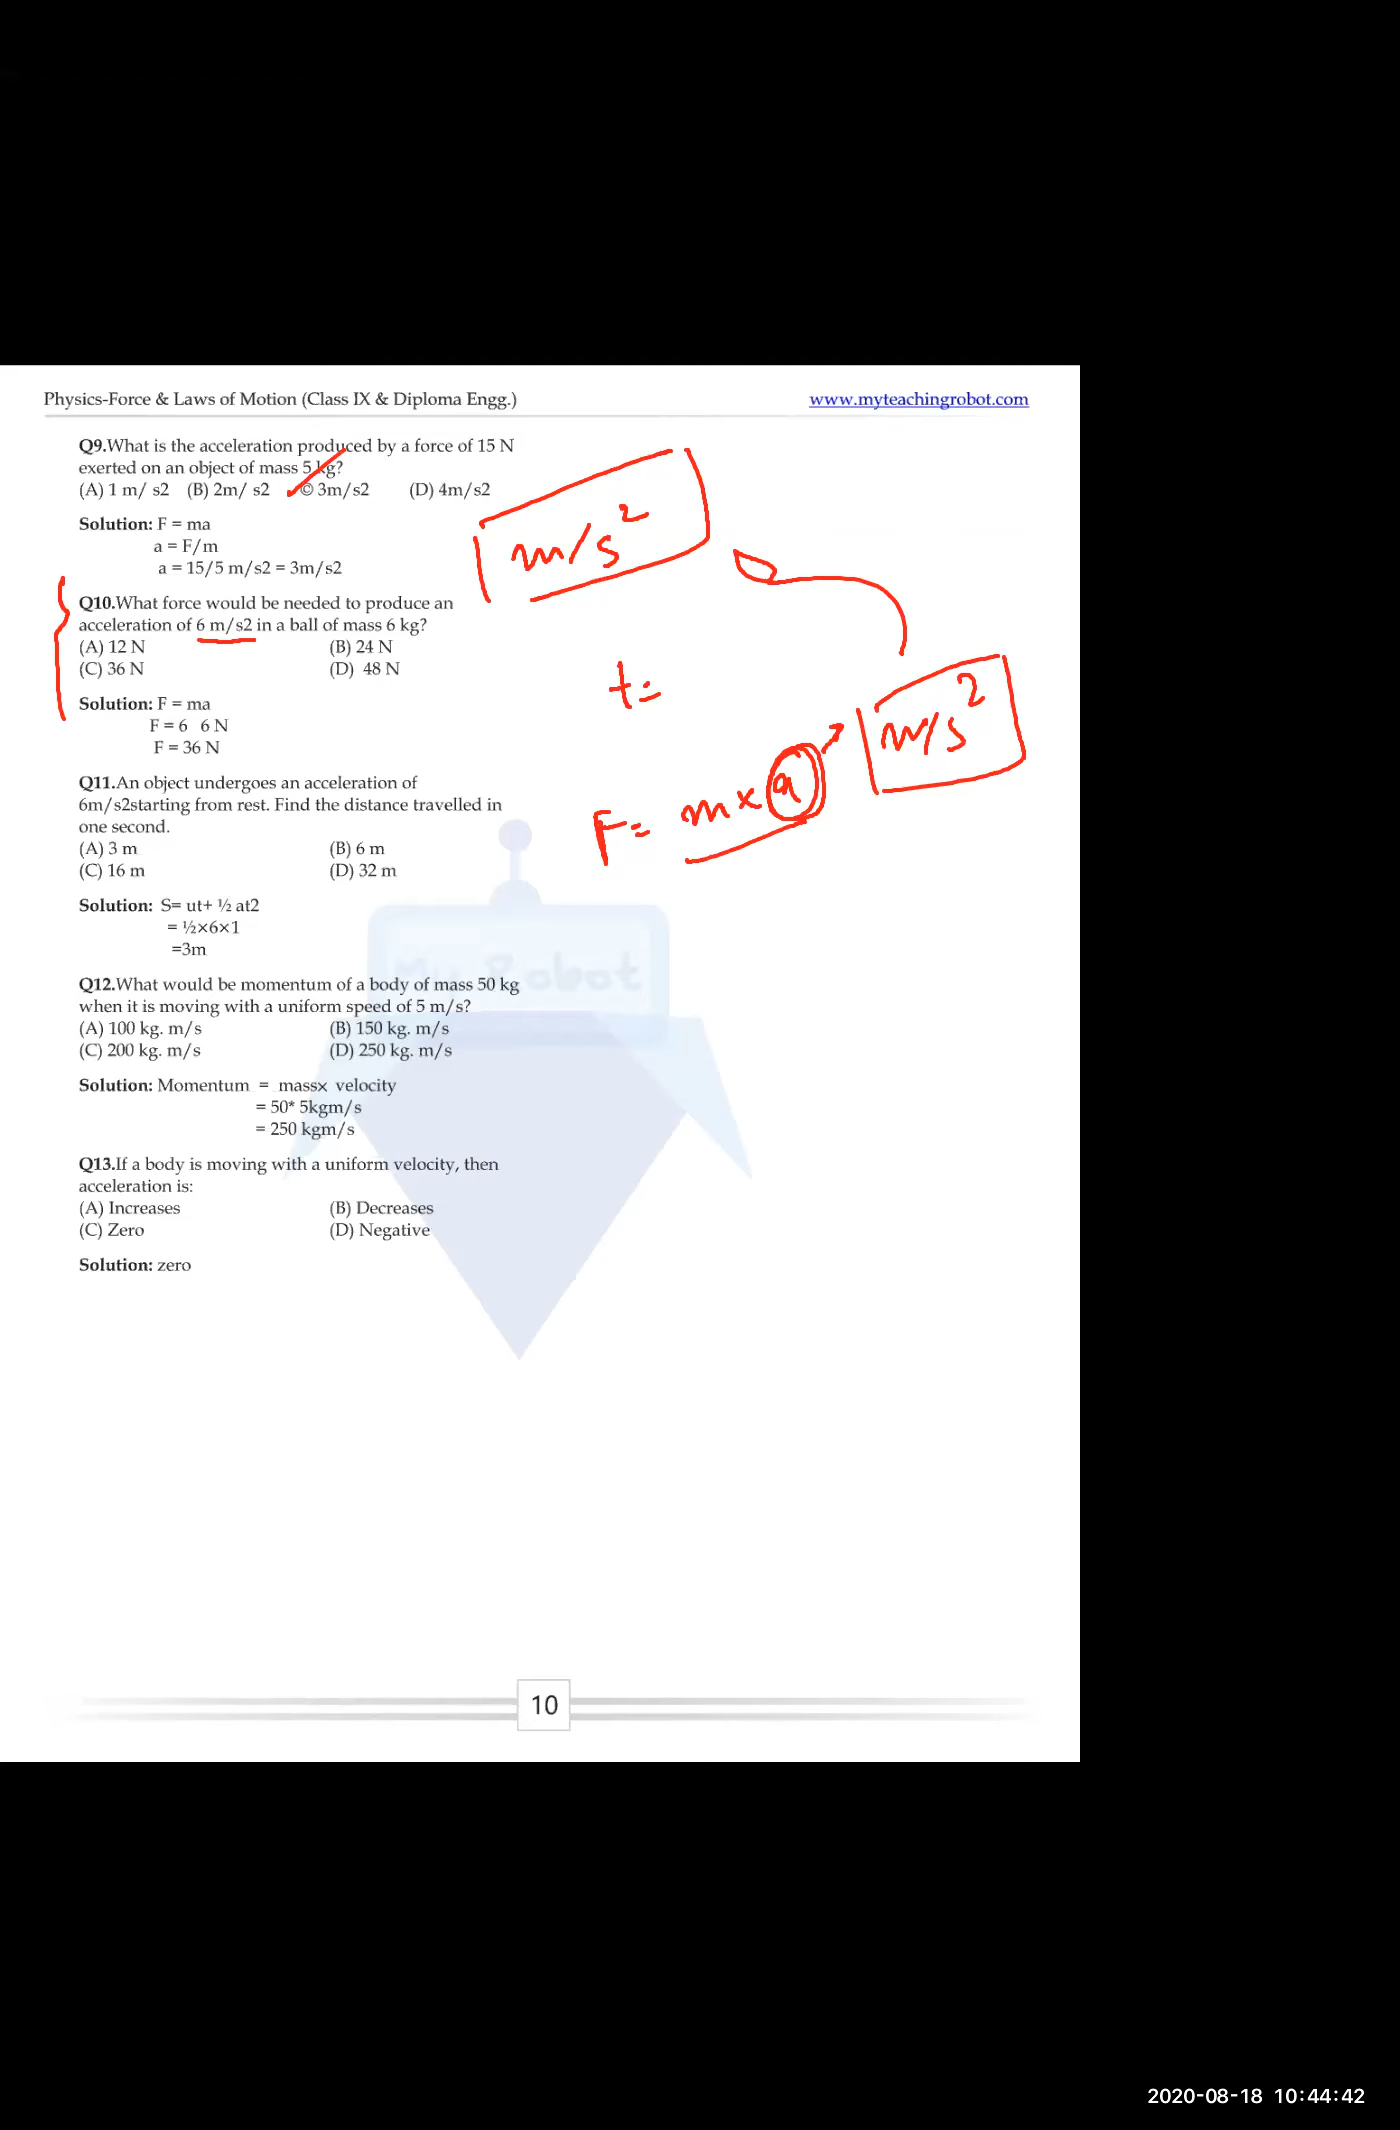 Physics-Force & Laws of Motion (Class IX & Diploma Engg.)
www.myteachingrobot.com
Q9.What is the acceleration produced by a force of 15 N
exerted on an object of mass 5 kg?
(A) 1 m/ s2 (B) 2m/ s2 © 3m/s2 (D) 4m/s2
Solution: F = ma
a = F/m
a = 15/5 m/s2 = 3m/s2
m/s²
Q10.What force would be needed to produce an
acceleration of 6 m/s2 in a ball of mass 6 kg?
(A) 12 N (B) 24 N
(C) 36 N (D) 48 N
t=
m/s²
Solution: F = ma
F = 6 6 N
F = 36 N
F= m×a
Q11.An object undergoes an acceleration of
6m/s2starting from rest. Find the distance travelled in
one second.
(A) 3 m (B) 6 m
(C) 16 m (D) 32 m
Solution: S= ut+ ½ at2
= ½×6×1
=3m
My Robot
Q12.What would be momentum of a body of mass 50 kg
when it is moving with a uniform speed of 5 m/s?
(A) 100 kg. m/s (B) 150 kg. m/s
(C) 200 kg. m/s (D) 250 kg. m/s
Solution: Momentum = mass× velocity
= 50* 5kgm/s
= 250 kgm/s
Q13.If a body is moving with a uniform velocity, then
acceleration is:
(A) Increases (B) Decreases
(C) Zero (D) Negative
Solution: zero
10
2020-08-18 10:44:42